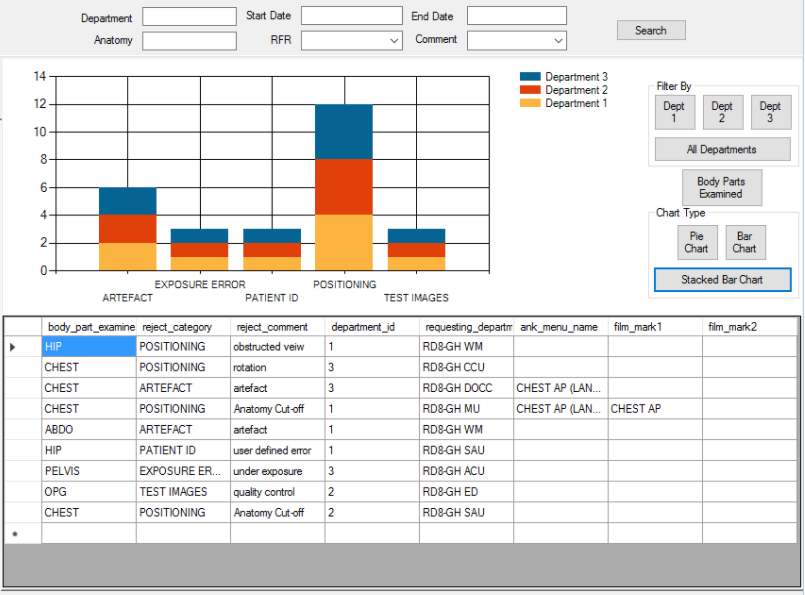 Department Start Date End Date
Anatomy RFR Comment Search
14
12
10
8
6
4
2
0
EXPOSURE ERROR POSITIONING
ARTEFACT PATIENT ID TEST IMAGES
Department 3
Department 2
Department 1
Filter By
Dept 1 Dept 2 Dept 3
All Departments
Body Parts
Examined
Chart Type
Pie Chart Bar Chart
Stacked Bar Chart
body_part_examine reject_category reject_comment department_id requesting_departm ank_menu_name film_mark1 film_mark2
HIP POSITIONING obstructed veiw 1 RD8-GH WM
CHEST POSITIONING rotation 3 RD8-GH CCU
CHEST ARTEFACT artefact 3 RD8-GH DOCC CHEST AP (LAN...
CHEST POSITIONING Anatomy Cut-off 1 RD8-GH MU CHEST AP (LAN... CHEST AP
ABDO ARTEFACT artefact 1 RD8-GH WM
HIP PATIENT ID user defined error 1 RD8-GH SAU
PELVIS EXPOSURE ER... under exposure 3 RD8-GH ACU
OPG TEST IMAGES quality control 2 RD8-GH ED
CHEST POSITIONING Anatomy Cut-off 2 RD8-GH SAU